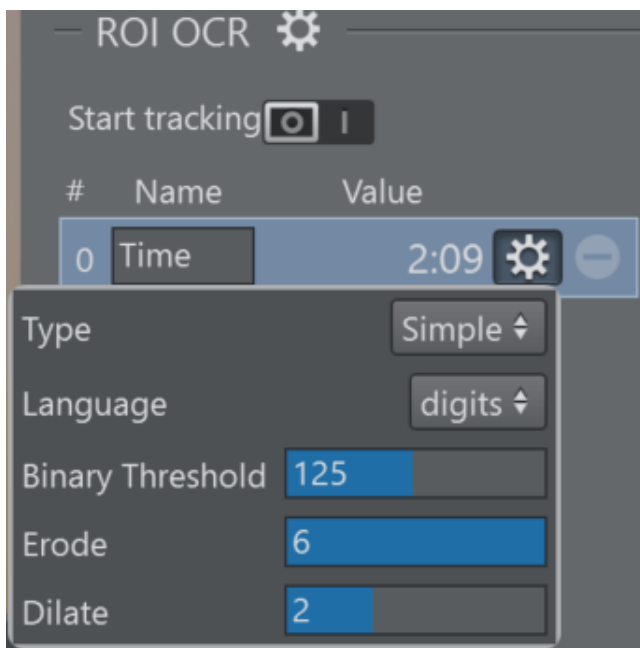 ROI OCR
Start tracking O I
# Name Value
0 Time 2:09
Type Simple
Language digits
Binary Threshold 125
Erode 6
Dilate 2